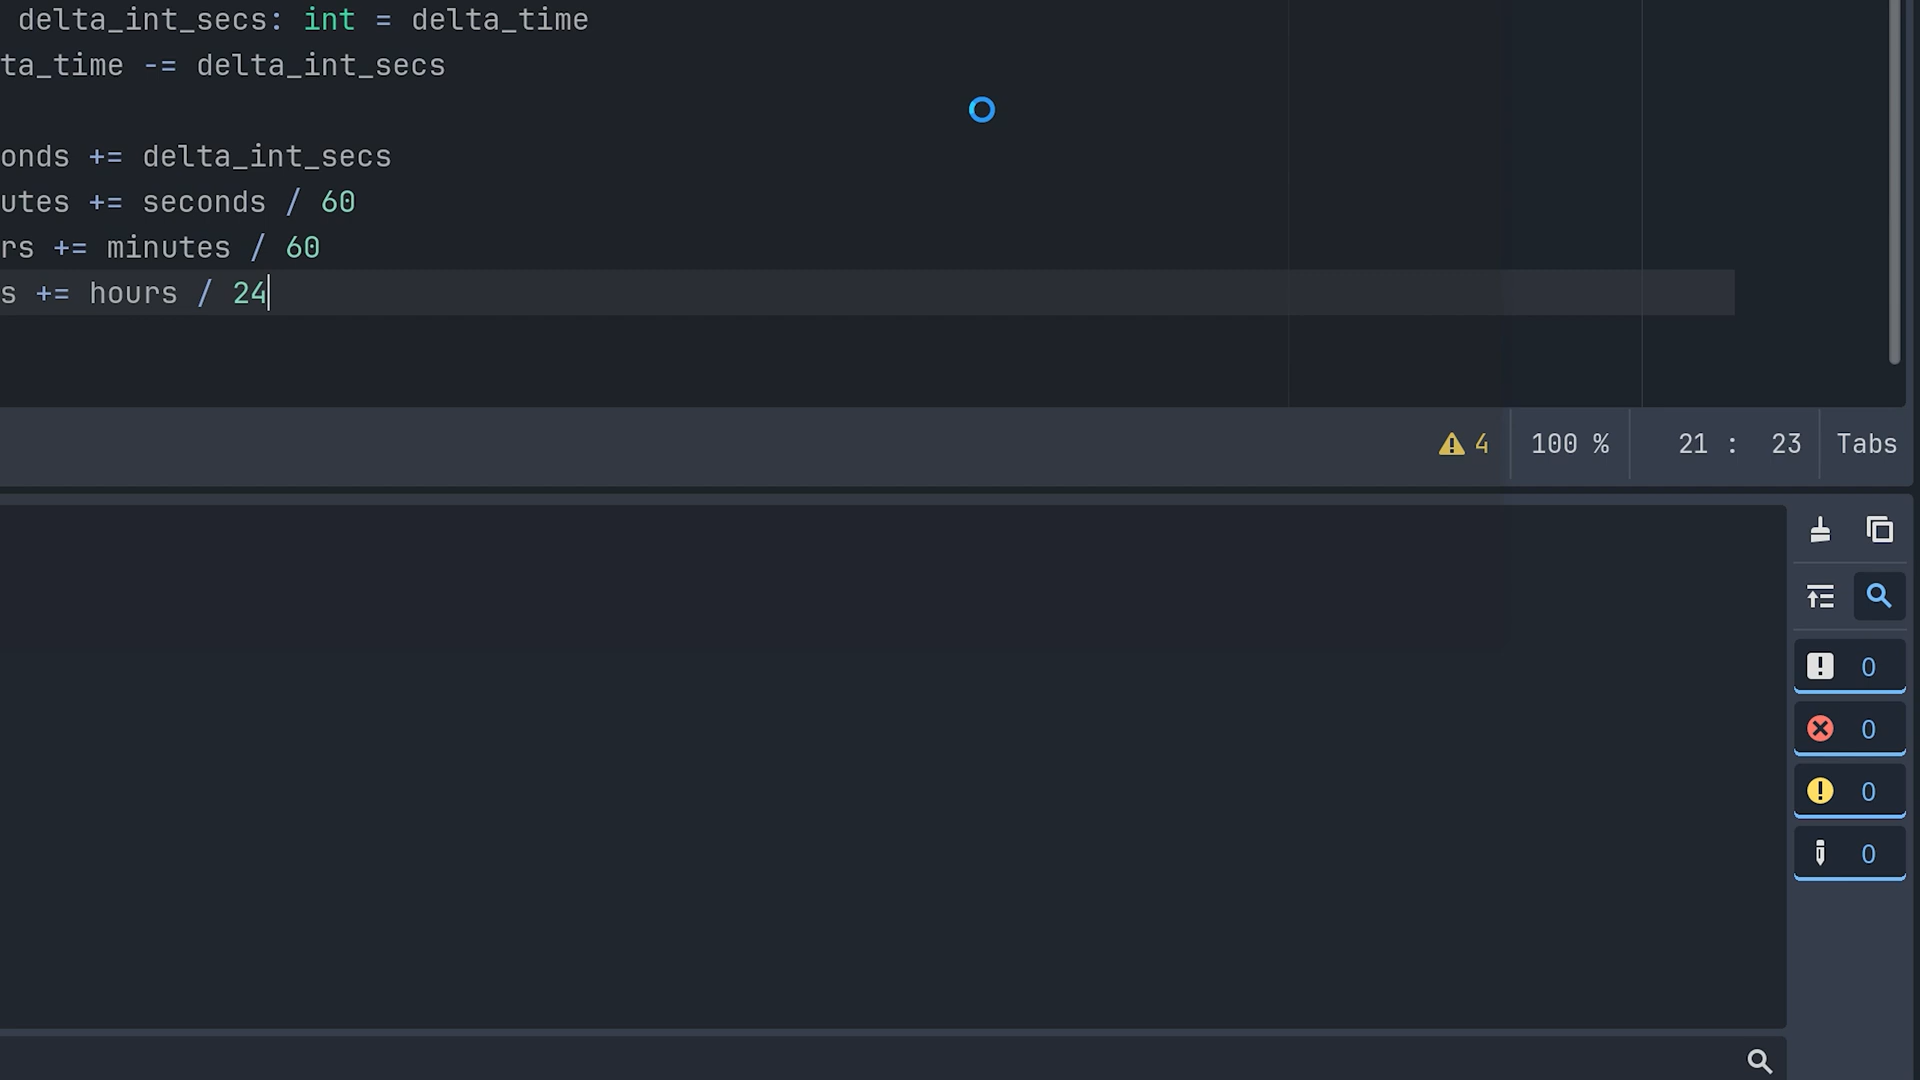 delta_int_secs: int = delta_time
ta_time -= delta_int_secs
onds += delta_int_secs
utes += seconds / 60
rs += minutes / 60
s += hours / 24
4 100 % 21 : 23 Tabs
0
0
0
0